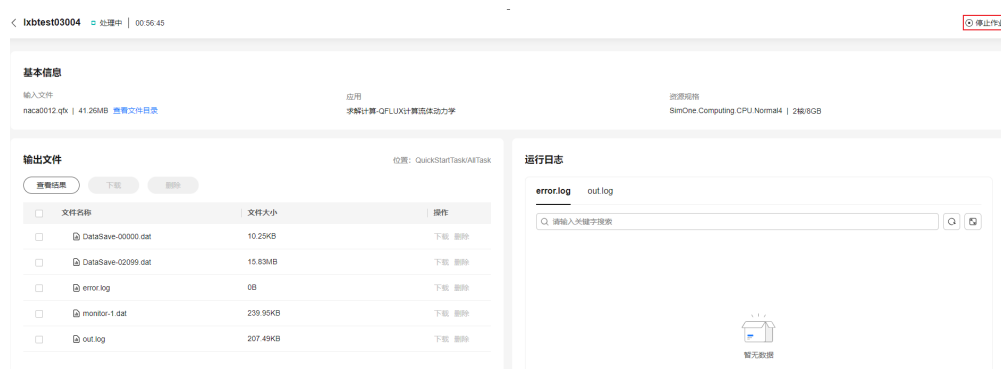 lxbtest03004 处理中 00:56:45
停止作业
基本信息
输入文件 应用 资源规格
naca0012.qfx | 41.26MB 查看文件目录 求解计算-QFLUX计算流体动力学 SimOne.Computing.CPU.Normal4 | 2核/8GB
输出文件 位置：QuickStartTask/AllTask
查看结果 下载 删除
文件名称 文件大小 操作
DataSave-00000.dat 10.25KB 下载 删除
DataSave-02099.dat 15.83MB 下载 删除
error.log 0B 下载 删除
monitor-1.dat 239.95KB 下载 删除
out.log 207.49KB 下载 删除
运行日志
error.log out.log
请输入关键字搜索
暂无数据